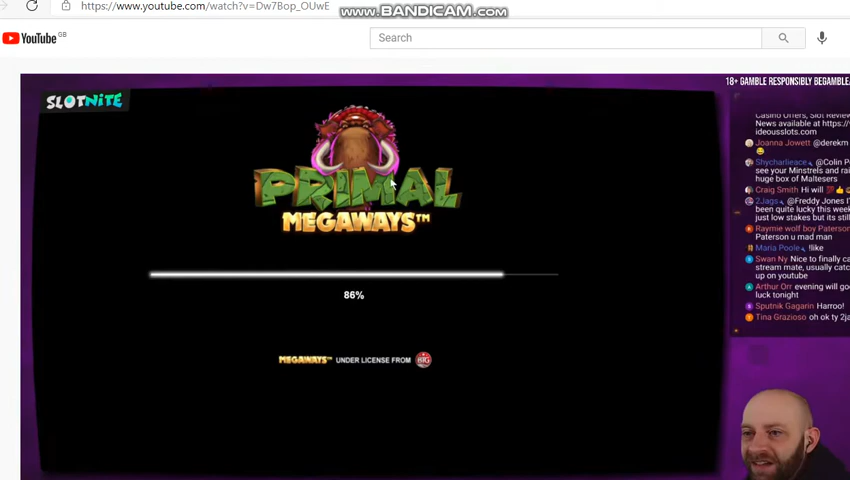 https://www.youtube.com/watch?v=Dw7Bop_OUwE
www.BANDICAM.com
YouTube GB
Search
18+ GAMBLE RESPONSIBLY BEGAMBLEA
SLOTNITE
PRIMAL
MEGAWAYS™
86%
MEGAWAYS™ UNDER LICENSE FROM BIG
Casino Offers, Slot Review
News available at https://
ideousslots.com
Joanna Jowett @derekm
Shycharlieace @Colin P
see your Minstrels and rai
huge box of Maltesers
Craig Smith Hi will 💯👍
2Jags @Freddy Jones I
been quite lucky this week
just low stakes but its still
Raymie wolf boy Paterson
Paterson u mad man
Maria Poole !like
Swan Ny Nice to finally ca
stream mate, usually catc
up on youtube
Arthur Orr evening will goo
luck tonight
Sputnik Gagarin Harroo!
Tina Grazioso oh ok ty 2ja